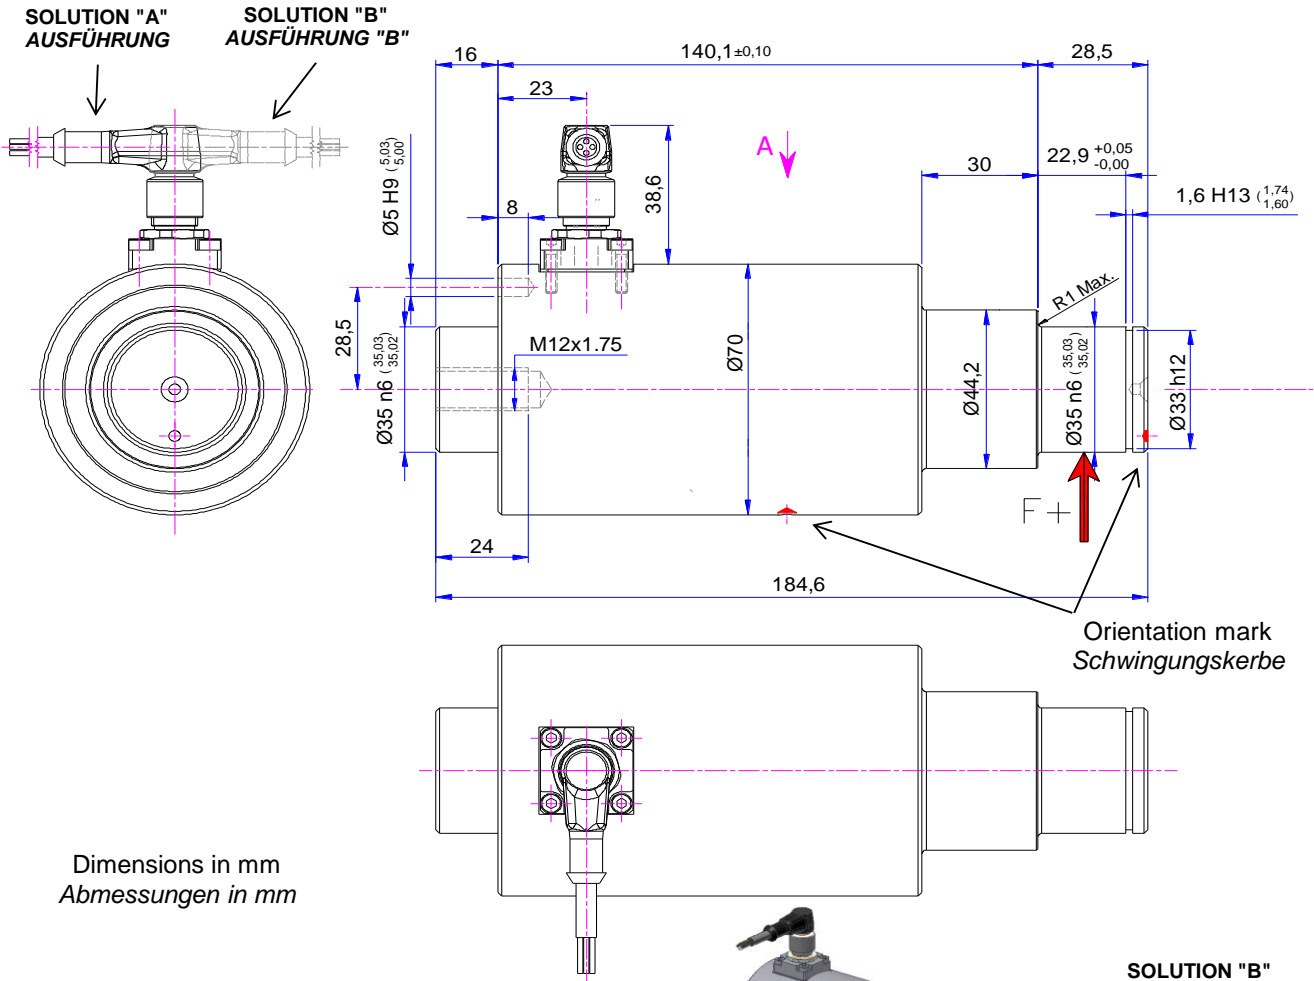 SOLUTION "A"
AUSFÜHRUNG
SOLUTION "B"
AUSFÜHRUNG "B"
16
140,1±0,10
28,5
23
A
38,6
30
22,9 +0,05
-0,00
1,6 H13 (1,74
1,60)
Ø5 H9 (5,03
5,00)
8
28,5
R1 Max.
M12x1.75
Ø35 n6 (35,03
35,02)
Ø70
Ø44,2
Ø35 n6 (35,03
35,02)
Ø33 h12
F+
24
184,6
Orientation mark
Schwingungskerbe
Dimensions in mm
Abmessungen in mm
SOLUTION "B"